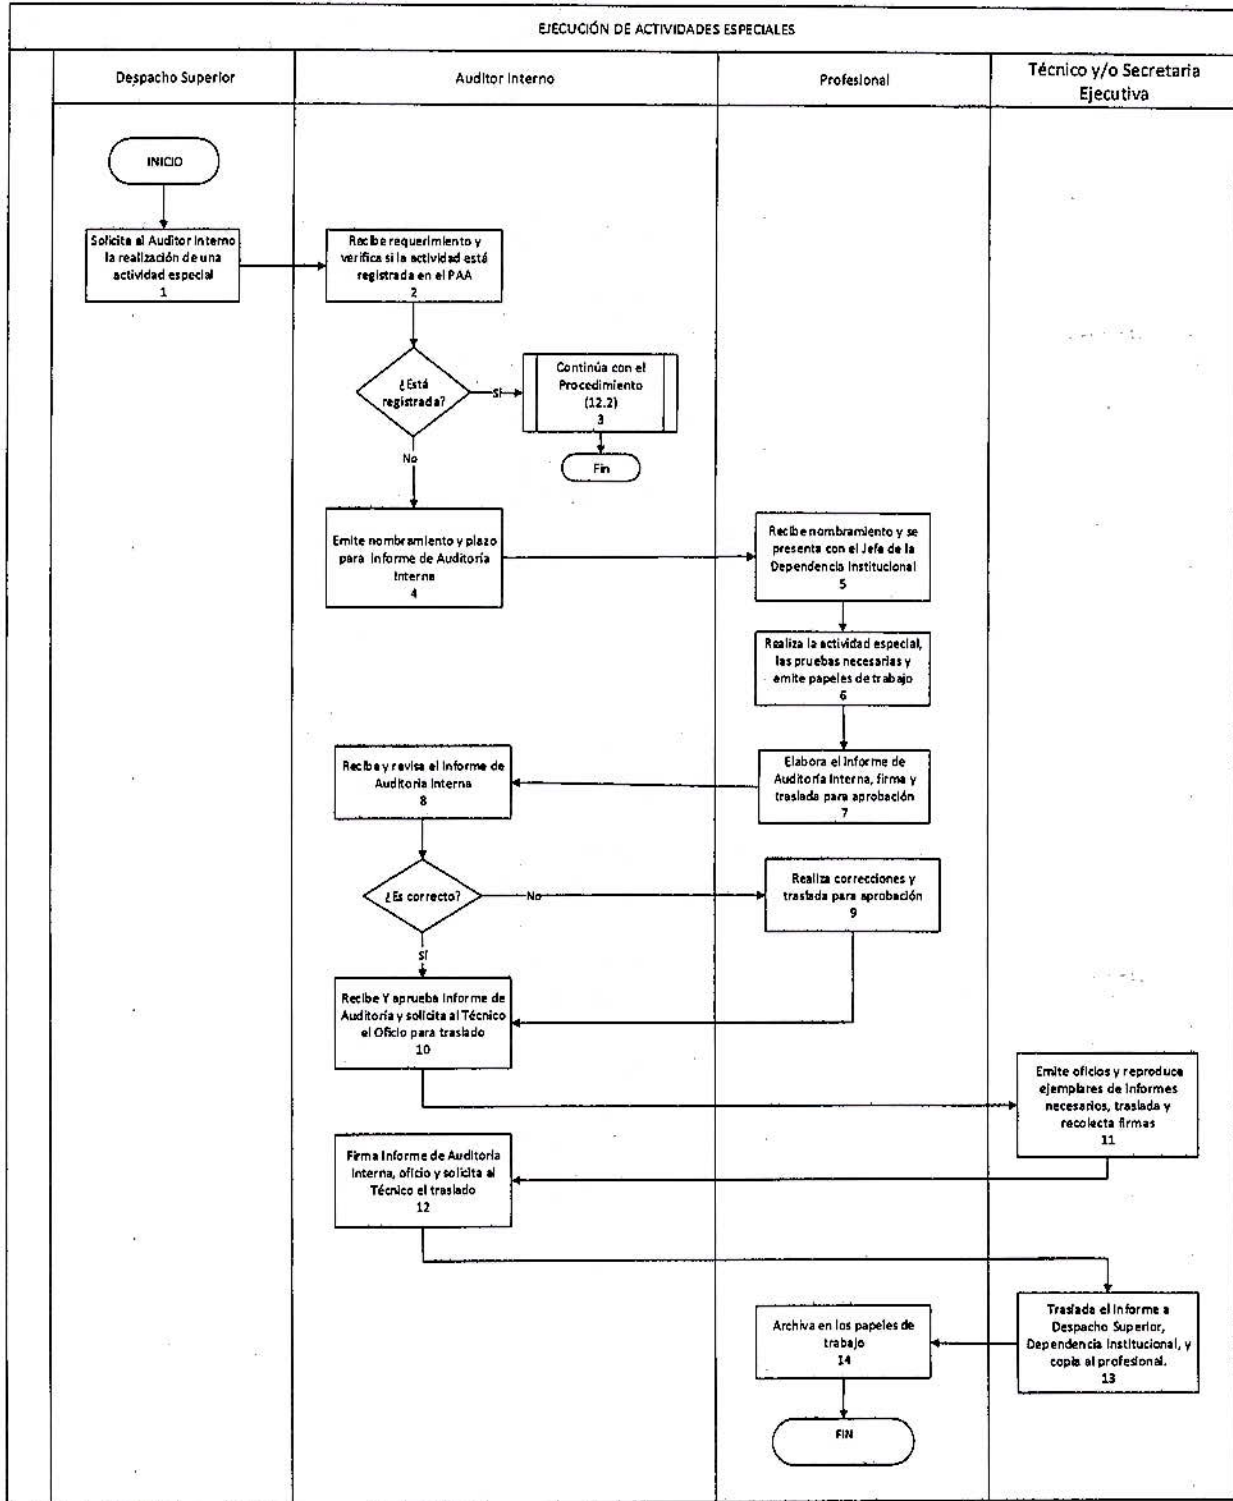 EJECUCIÓN DE ACTIVIDADES ESPECIALES
Despacho Superior
Auditor Interno
Profesional
Técnico y/o Secretaria
Ejecutiva
INICIO
Solicita al Auditor Interno
la realización de una
actividad especial
1
Recibe requerimiento y
verifica si la actividad está
registrada en el PAA
2
¿Está
registrada?
Sí
Continúa con el
Procedimiento
(12.2)
3
Fin
No
Emite nombramiento y plazo
para Informe de Auditoría
Interna
4
Recibe nombramiento y se
presenta con el Jefe de la
Dependencia Institucional
5
Realiza la actividad especial,
las pruebas necesarias y
emite papeles de trabajo
6
Elabora el Informe de
Auditoría Interna, firma y
traslada para aprobación
7
Recibe y revisa el Informe de
Auditoria Interna
8
¿Es correcto?
No
Realiza correcciones y
traslada para aprobación
9
Sí
Recibe Y aprueba Informe de
Auditoría y solicita al Técnico
el Oficio para traslado
10
Emite oficios y reproduce
ejemplares de informes
necesarios, traslada y
recolecta firmas
11
Firma Informe de Auditoría
Interna, oficio y solicita al
Técnico el traslado
12
Traslada el Informe a
Despacho Superior,
Dependencia Institucional, y
copia al profesional.
13
Archiva en los papeles de
trabajo
14
FIN